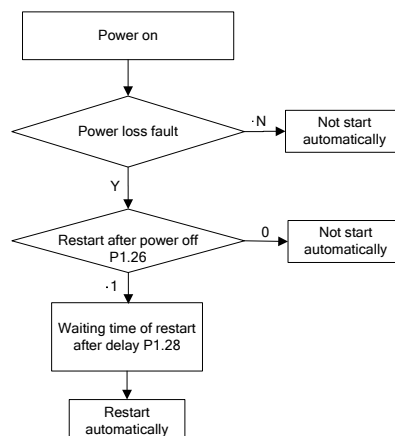 Power on
Power loss fault
·N
Not start
automatically
Y
Restart after power off
P1.26
0
Not start
automatically
·1
Waiting time of restart
after delay P1.28
Restart
automatically